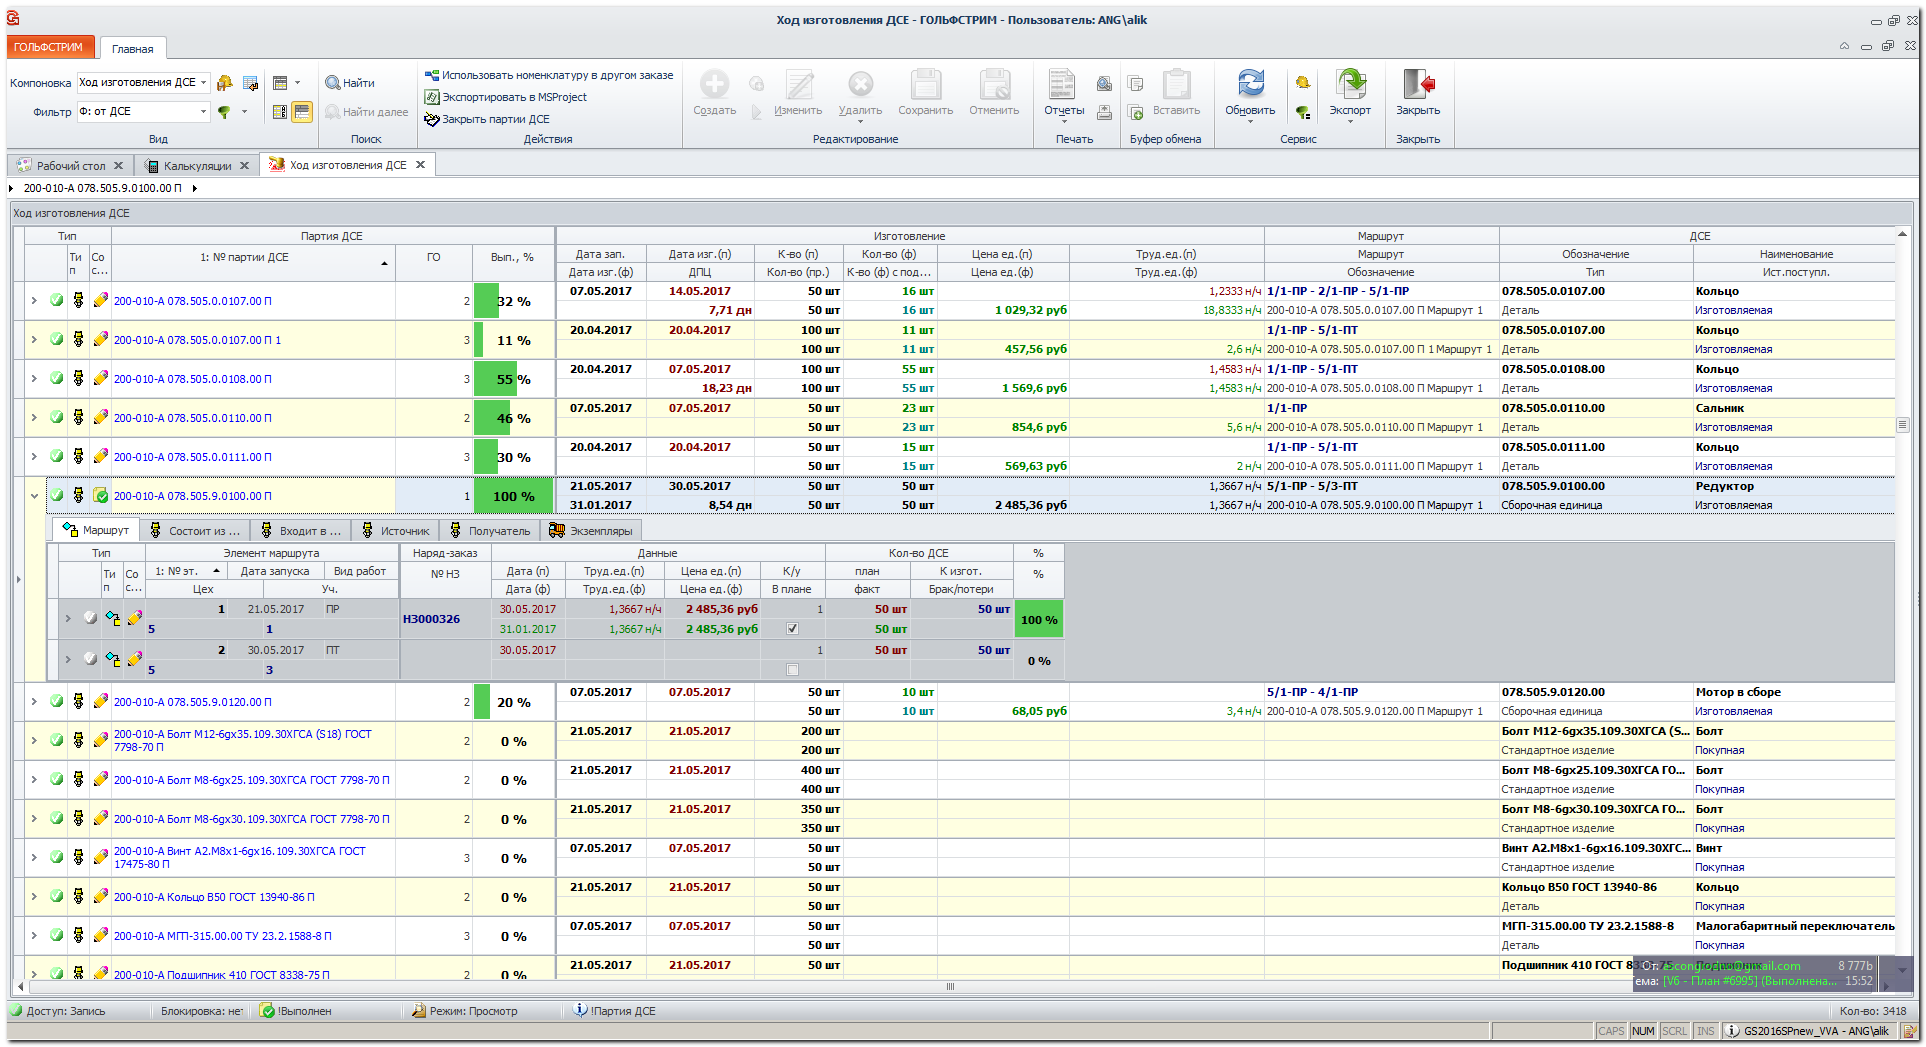 Ход изготовления ДСЕ - ГОЛЬФСТРИМ - Пользователь: ANG\alik
ГОЛЬФСТРИМ Главная
Компоновка Ход изготовления ДСЕ
Фильтр Ф: от ДСЕ
Вид
Найти
Найти далее
Поиск
Использовать номенклатуру в другом заказе
Экспортировать в MSProject
Закрыть партии ДСЕ
Действия
Создать Изменить Удалить Сохранить Отменить
Редактирование
Отчеты
Печать
Вставить
Буфер обмена
Обновить Экспорт
Сервис
Закрыть
Закрыть
Рабочий стол Калькуляции Ход изготовления ДСЕ
200-010-А 078.505.9.0100.00 П
Ход изготовления ДСЕ
Тип Партия ДСЕ Изготовление Маршрут ДСЕ
Ти п Со с... 1: № партии ДСЕ ГО Вып., % Дата зап. Дата изг.(п) К-во (п) Кол-во (ф) Цена ед.(п) Труд.ед.(п) Маршрут Обозначение Наименование
Дата изг.(ф) ДПЦ Кол-во (пр.) К-во (ф) с под... Цена ед.(ф) Труд.ед.(ф) Обозначение Тип Ист.поступл.
200-010-А 078.505.0.0107.00 П 2 32 % 07.05.2017 14.05.2017 50 шт 16 шт 1,2333 н/ч 1/1-ПР - 2/1-ПР - 5/1-ПР 078.505.0.0107.00 Кольцо
7,71 дн 50 шт 16 шт 1 029,32 руб 18,8333 н/ч 200-010-А 078.505.0.0107.00 П Маршрут 1 Деталь Изготовляемая
200-010-А 078.505.0.0107.00 П 1 3 11 % 20.04.2017 20.04.2017 100 шт 11 шт 1/1-ПР - 5/1-ПТ 078.505.0.0107.00 Кольцо
100 шт 11 шт 457,56 руб 2,6 н/ч 200-010-А 078.505.0.0107.00 П 1 Маршрут 1 Деталь Изготовляемая
200-010-А 078.505.0.0108.00 П 3 55 % 20.04.2017 07.05.2017 100 шт 55 шт 1,4583 н/ч 1/1-ПР - 5/1-ПТ 078.505.0.0108.00 Кольцо
18,23 дн 100 шт 55 шт 1 569,6 руб 1,4583 н/ч 200-010-А 078.505.0.0108.00 П Маршрут 1 Деталь Изготовляемая
200-010-А 078.505.0.0110.00 П 2 46 % 07.05.2017 07.05.2017 50 шт 23 шт 1/1-ПР 078.505.0.0110.00 Сальник
50 шт 23 шт 854,6 руб 5,6 н/ч 200-010-А 078.505.0.0110.00 П Маршрут 1 Деталь Изготовляемая
200-010-А 078.505.0.0111.00 П 3 30 % 20.04.2017 20.04.2017 50 шт 15 шт 1/1-ПР - 5/1-ПТ 078.505.0.0111.00 Кольцо
50 шт 15 шт 569,63 руб 2 н/ч 200-010-А 078.505.0.0111.00 П Маршрут 1 Деталь Изготовляемая
200-010-А 078.505.9.0100.00 П 1 100 % 21.05.2017 30.05.2017 50 шт 50 шт 1,3667 н/ч 5/1-ПР - 5/3-ПТ 078.505.9.0100.00 Редуктор
31.01.2017 8,54 дн 50 шт 50 шт 2 485,36 руб 1,3667 н/ч 200-010-А 078.505.9.0100.00 П Маршрут 1 Сборочная единица Изготовляемая
Маршрут Состоит из ... Входит в ... Источник Получатель Экземпляры
Тип Элемент маршрута Наряд-заказ Данные Кол-во ДСЕ %
Ти п Со с... 1: № эт. Дата запуска Вид работ № НЗ Дата (п) Труд.ед.(п) Цена ед.(п) К/у план К изгот. %
Цех Уч. Дата (ф) Труд.ед.(ф) Цена ед.(ф) В плане факт Брак/потери
1 21.05.2017 ПР НЗ000326 30.05.2017 1,3667 н/ч 2 485,36 руб 1 50 шт 50 шт 100 %
5 1 31.01.2017 1,3667 н/ч 2 485,36 руб 50 шт
2 30.05.2017 ПТ 30.05.2017 1 50 шт 50 шт 0 %
5 3
200-010-А 078.505.9.0120.00 П 2 20 % 07.05.2017 07.05.2017 50 шт 10 шт 5/1-ПР - 4/1-ПР 078.505.9.0120.00 Мотор в сборе
50 шт 10 шт 68,05 руб 3,4 н/ч 200-010-А 078.505.9.0120.00 П Маршрут 1 Сборочная единица Изготовляемая
200-010-А Болт М12-6gх35.109.30ХГСА (S18) ГОСТ 7798-70 П 2 0 % 21.05.2017 21.05.2017 200 шт Болт М12-6gх35.109.30ХГСА (S... Болт
200 шт Стандартное изделие Покупная
200-010-А Болт М8-6gх25.109.30ХГСА ГОСТ 7798-70 П 2 0 % 21.05.2017 21.05.2017 400 шт Болт М8-6gх25.109.30ХГСА ГО... Болт
400 шт Стандартное изделие Покупная
200-010-А Болт М8-6gх30.109.30ХГСА ГОСТ 7798-70 П 2 0 % 21.05.2017 21.05.2017 350 шт Болт М8-6gх30.109.30ХГСА ГО... Болт
350 шт Стандартное изделие Покупная
200-010-А Винт А2.М8х1-6gх16.109.30ХГСА ГОСТ 17475-80 П 3 0 % 07.05.2017 07.05.2017 50 шт Винт А2.М8х1-6gх16.109.30ХГС... Винт
50 шт Стандартное изделие Покупная
200-010-А Кольцо В50 ГОСТ 13940-86 П 2 0 % 21.05.2017 21.05.2017 50 шт Кольцо В50 ГОСТ 13940-86 Кольцо
50 шт Деталь Покупная
200-010-А МГП-315.00.00 ТУ 23.2.1588-8 П 3 0 % 07.05.2017 07.05.2017 50 шт МГП-315.00.00 ТУ 23.2.1588-8 Малогабаритный переключатель
50 шт Деталь Покупная
200-010-А Подшипник 410 ГОСТ 8338-75 П 2 0 % 21.05.2017 21.05.2017 50 шт Подшипник 410 ГОСТ
От: 8 777b
ема: [V6 - План #6995] (Выполнена... 15:52
Доступ: Запись Блокировка: нет !Выполнен Режим: Просмотр !Партия ДСЕ Кол-во: 3418
CAPS NUM SCRL INS GS2016SPnew_VVA - ANG\alik